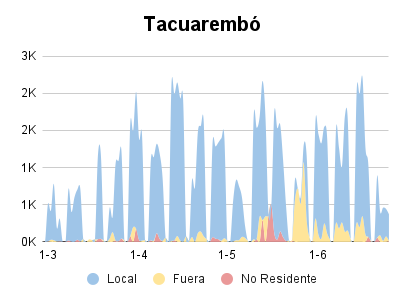 Tacuarembó
3K
2K
2K
1K
1K
0K
1-3 1-4 1-5 1-6
Local Fuera No Residente